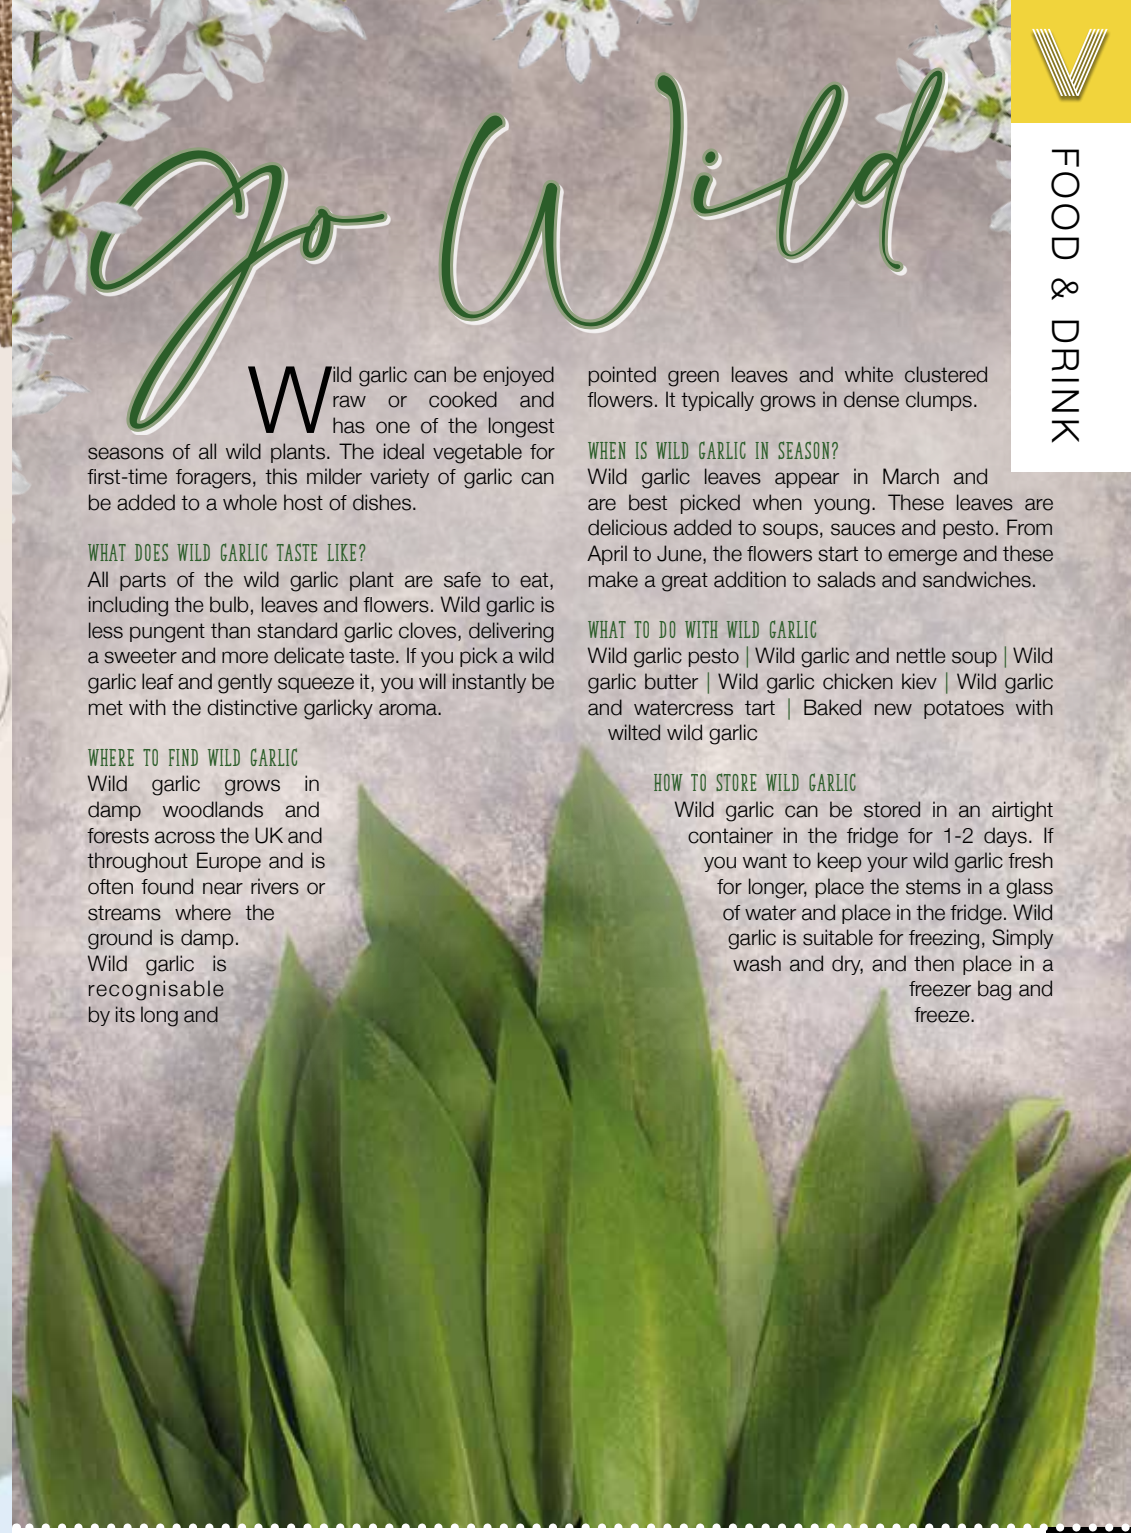 Go Wild
V
FOOD & DRINK
Wild garlic can be enjoyed
raw or cooked and
has one of the longest
seasons of all wild plants. The ideal vegetable for
first-time foragers, this milder variety of garlic can
be added to a whole host of dishes.
WHAT DOES WILD GARLIC TASTE LIKE?
All parts of the wild garlic plant are safe to eat,
including the bulb, leaves and flowers. Wild garlic is
less pungent than standard garlic cloves, delivering
a sweeter and more delicate taste. If you pick a wild
garlic leaf and gently squeeze it, you will instantly be
met with the distinctive garlicky aroma.
WHERE TO FIND WILD GARLIC
Wild garlic grows in
damp woodlands and
forests across the UK and
throughout Europe and is
often found near rivers or
streams where the
ground is damp.
Wild garlic is
recognisable
by its long and
pointed green leaves and white clustered
flowers. It typically grows in dense clumps.
WHEN IS WILD GARLIC IN SEASON?
Wild garlic leaves appear in March and
are best picked when young. These leaves are
delicious added to soups, sauces and pesto. From
April to June, the flowers start to emerge and these
make a great addition to salads and sandwiches.
WHAT TO DO WITH WILD GARLIC
Wild garlic pesto | Wild garlic and nettle soup | Wild
garlic butter | Wild garlic chicken kiev | Wild garlic
and watercress tart | Baked new potatoes with
wilted wild garlic
HOW TO STORE WILD GARLIC
Wild garlic can be stored in an airtight
container in the fridge for 1-2 days. If
you want to keep your wild garlic fresh
for longer, place the stems in a glass
of water and place in the fridge. Wild
garlic is suitable for freezing, Simply
wash and dry, and then place in a
freezer bag and
freeze.